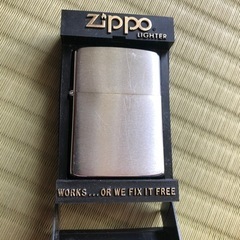 Zippo
LIGHTER
WORKS...OR WE FIX IT FREE